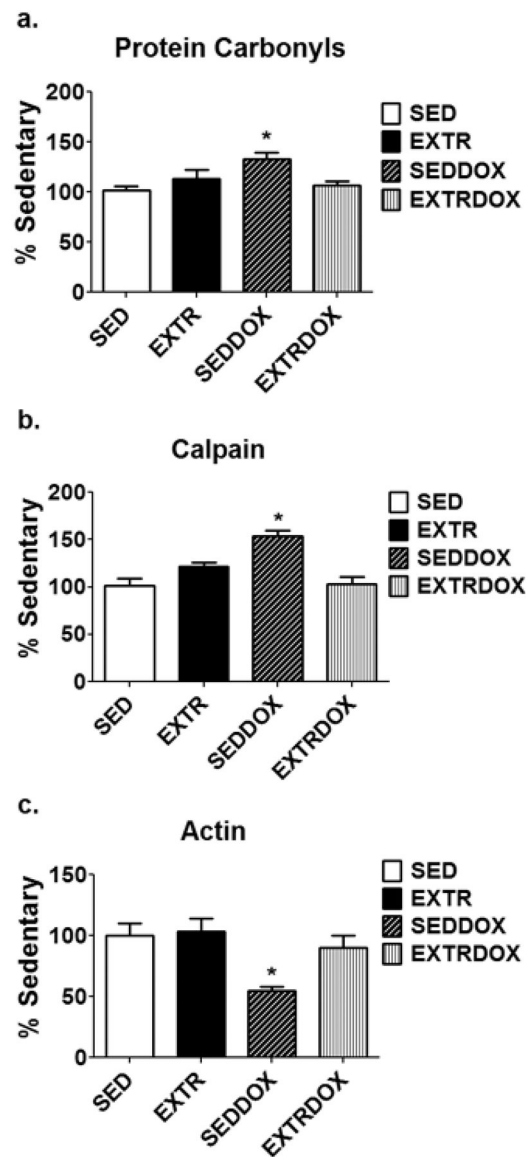 a.
Protein Carbonyls
200
150
100
50
0
% Sedentary
*
SED
EXTR
SEDDOX
EXTRDOX
SED
EXTR
SEDDOX
EXTRDOX
b.
Calpain
200
150
100
50
0
% Sedentary
*
SED
EXTR
SEDDOX
EXTRDOX
SED
EXTR
SEDDOX
EXTRDOX
c.
Actin
150
100
50
0
% Sedentary
*
SED
EXTR
SEDDOX
EXTRDOX
SED
EXTR
SEDDOX
EXTRDOX